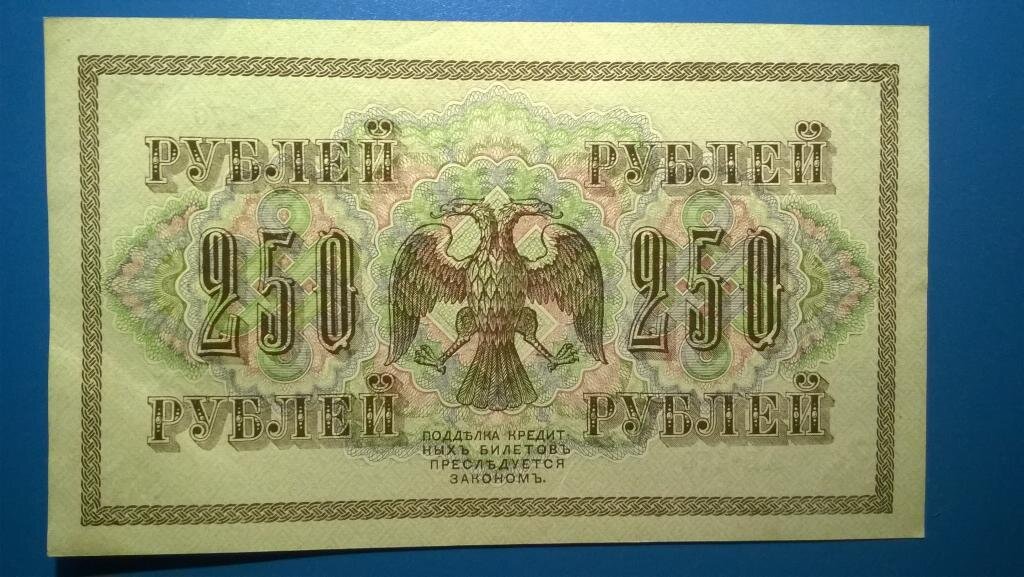 РУБЛЕЙ РУБЛЕЙ
250 250
РУБЛЕЙ РУБЛЕЙ
ПОДДѢЛКА КРЕДИТ-
НЫХЪ БИЛЕТОВЪ
ПРЕСЛѢДУЕТСЯ
ЗАКОНОМЪ.